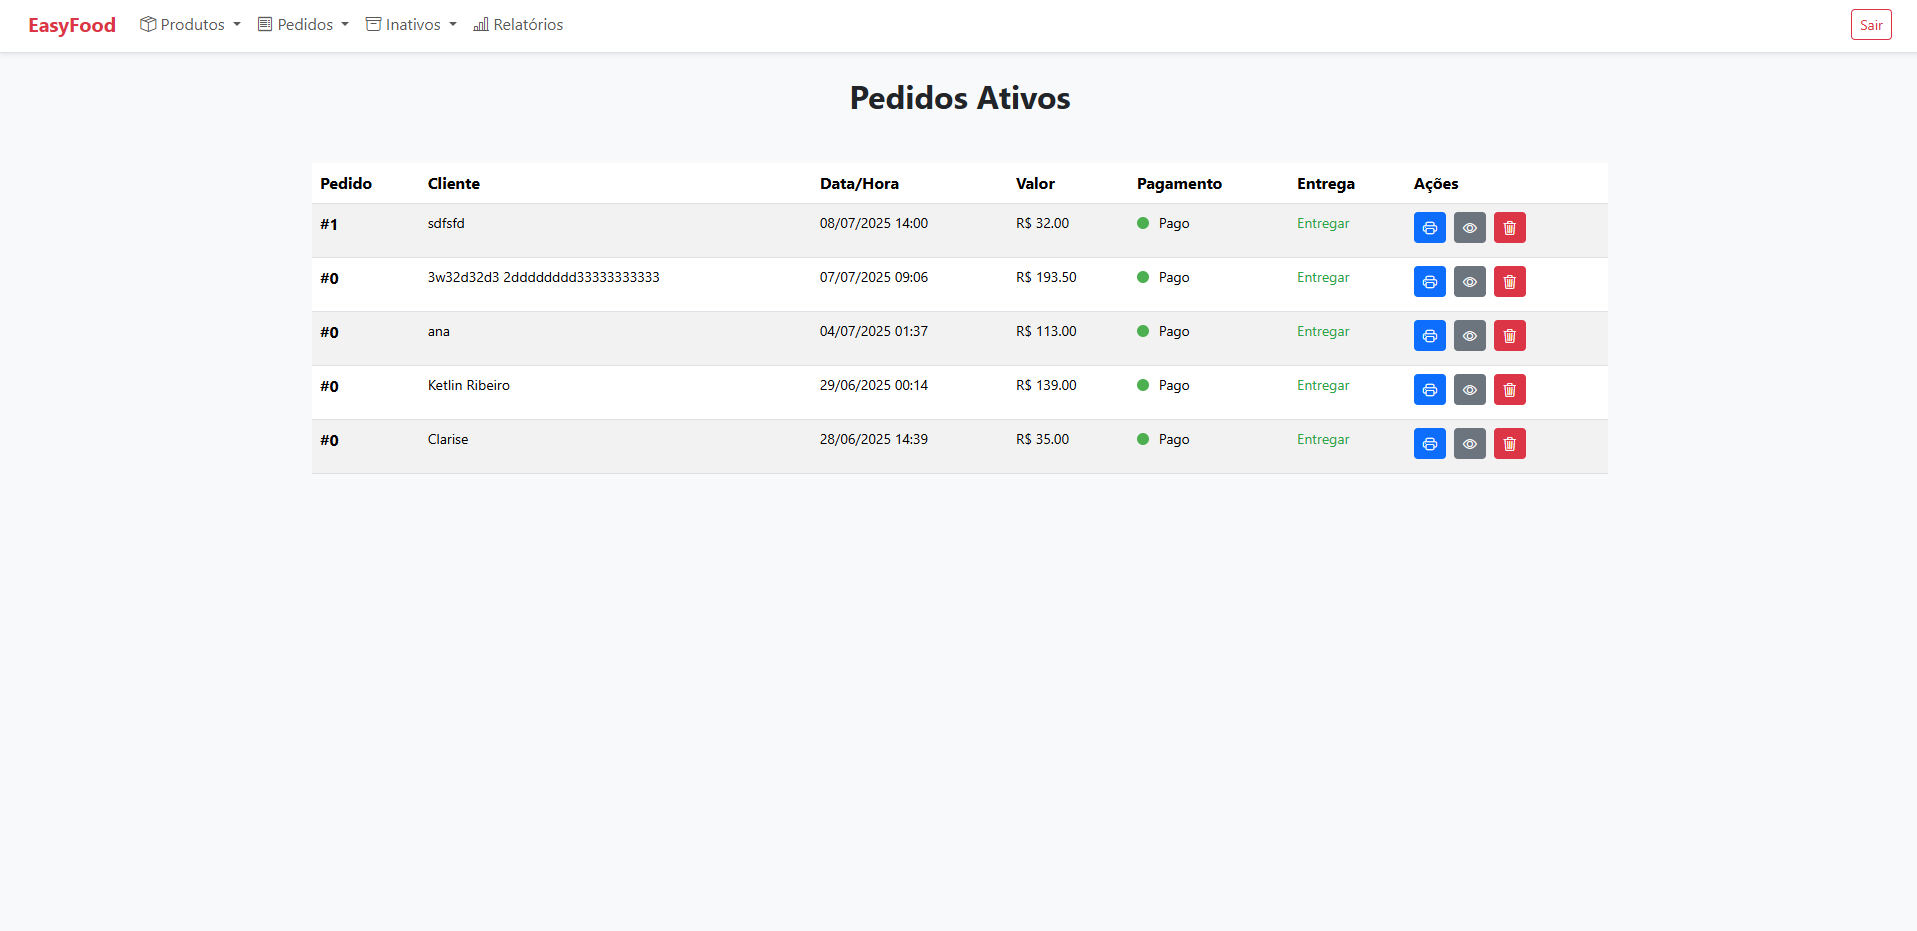 EasyFood Produtos Pedidos Inativos Relatórios Sair
Pedidos Ativos
Pedido Cliente Data/Hora Valor Pagamento Entrega Ações
#1 sdfsfd 08/07/2025 14:00 R$ 32.00 Pago Entregar
#0 3w32d32d3 2dddddddd33333333333 07/07/2025 09:06 R$ 193.50 Pago Entregar
#0 ana 04/07/2025 01:37 R$ 113.00 Pago Entregar
#0 Ketlin Ribeiro 29/06/2025 00:14 R$ 139.00 Pago Entregar
#0 Clarise 28/06/2025 14:39 R$ 35.00 Pago Entregar